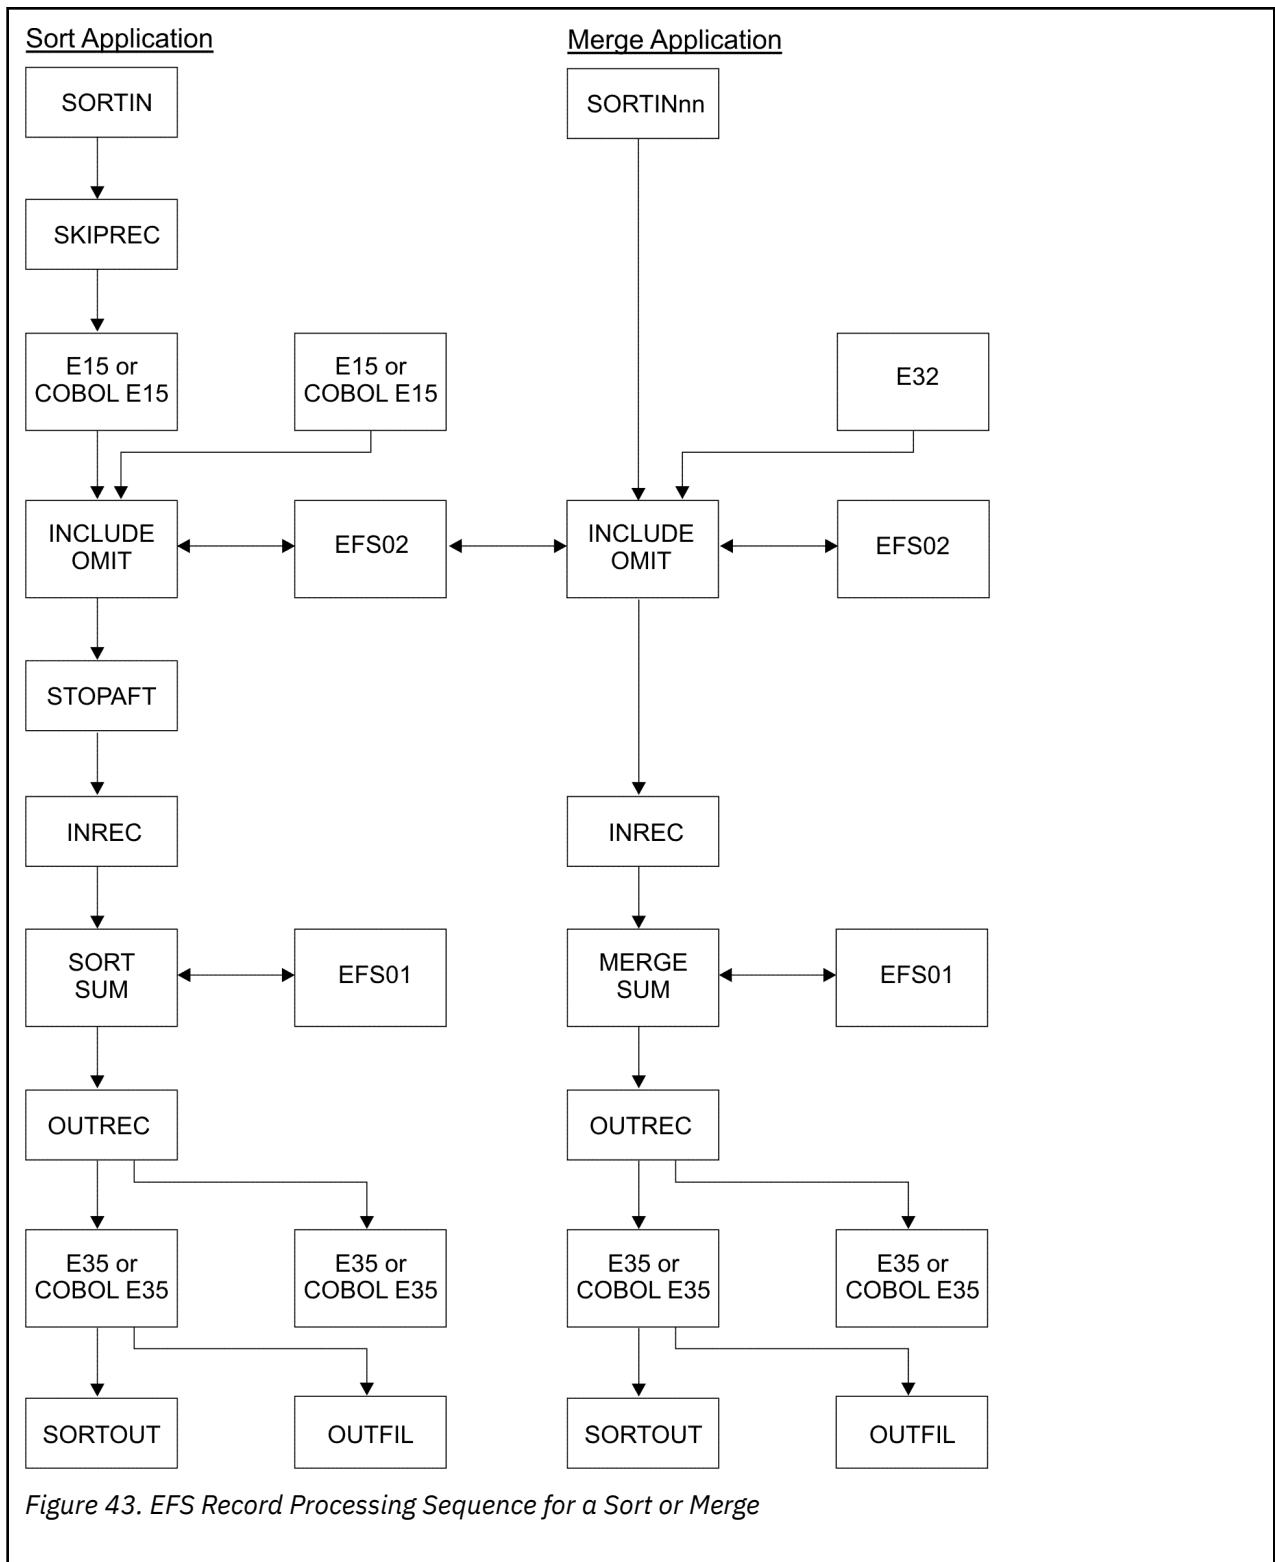 Sort Application
Merge Application
SORTIN
SORTINnn
SKIPREC
E15 or
COBOL E15
E15 or
COBOL E15
E32
INCLUDE
OMIT
EFS02
INCLUDE
OMIT
EFS02
STOPAFT
INREC
INREC
SORT
SUM
EFS01
MERGE
SUM
EFS01
OUTREC
OUTREC
E35 or
COBOL E35
E35 or
COBOL E35
E35 or
COBOL E35
E35 or
COBOL E35
SORTOUT
OUTFIL
SORTOUT
OUTFIL
Figure 43. EFS Record Processing Sequence for a Sort or Merge